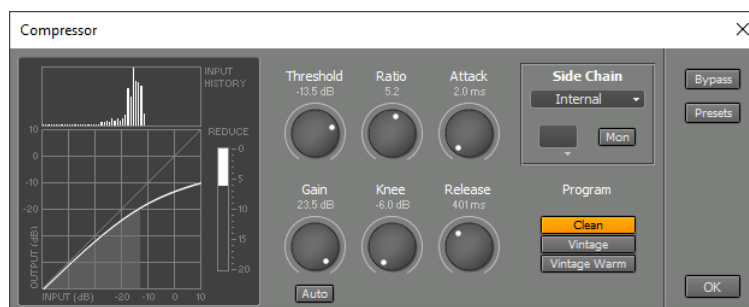 Compressor
INPUT
HISTORY
10
0
-10
-20
OUTPUT (dB)
INPUT (dB)
-20
-10
0
10
REDUCE
0
5
10
15
20
Threshold
-13.5 dB
Ratio
5.2
Attack
2.0 ms
Gain
23.5 dB
Knee
-6.0 dB
Release
401 ms
Auto
Side Chain
Internal
Mon
Program
Clean
Vintage
Vintage Warm
Bypass
Presets
OK